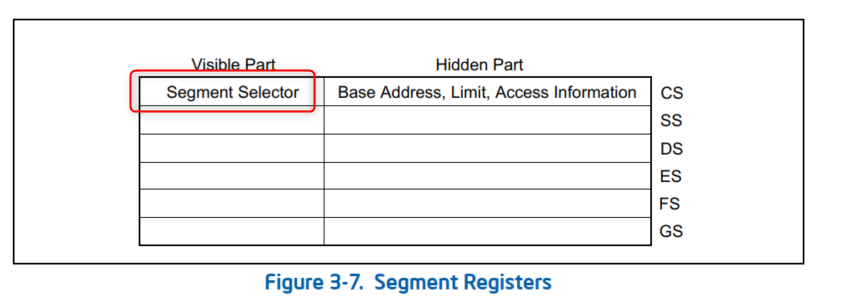 Visible Part Hidden Part
Segment Selector Base Address, Limit, Access Information CS
SS
DS
ES
FS
GS
Figure 3-7. Segment Registers